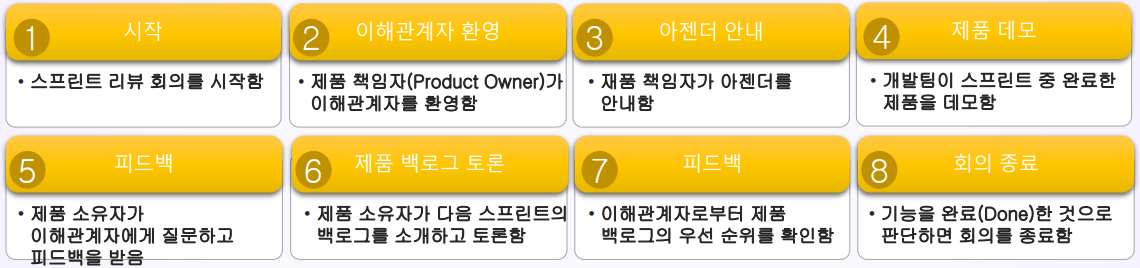 1 시작
• 스프린트 리뷰 회의를 시작함
2 이해관계자 환영
• 제품 책임자(Product Owner)가
이해관계자를 환영함
3 아젠더 안내
• 재품 책임자가 아젠더를
안내함
4 제품 데모
• 개발팀이 스프린트 중 완료한
제품을 데모함
5 피드백
• 제품 소유자가
이해관계자에게 질문하고
피드백을 받음
6 제품 백로그 토론
• 제품 소유자가 다음 스프린트의
백로그를 소개하고 토론함
7 피드백
• 이해관계자로부터 제품
백로그의 우선 순위를 확인함
8 회의 종료
• 기능을 완료(Done)한 것으로
판단하면 회의를 종료함